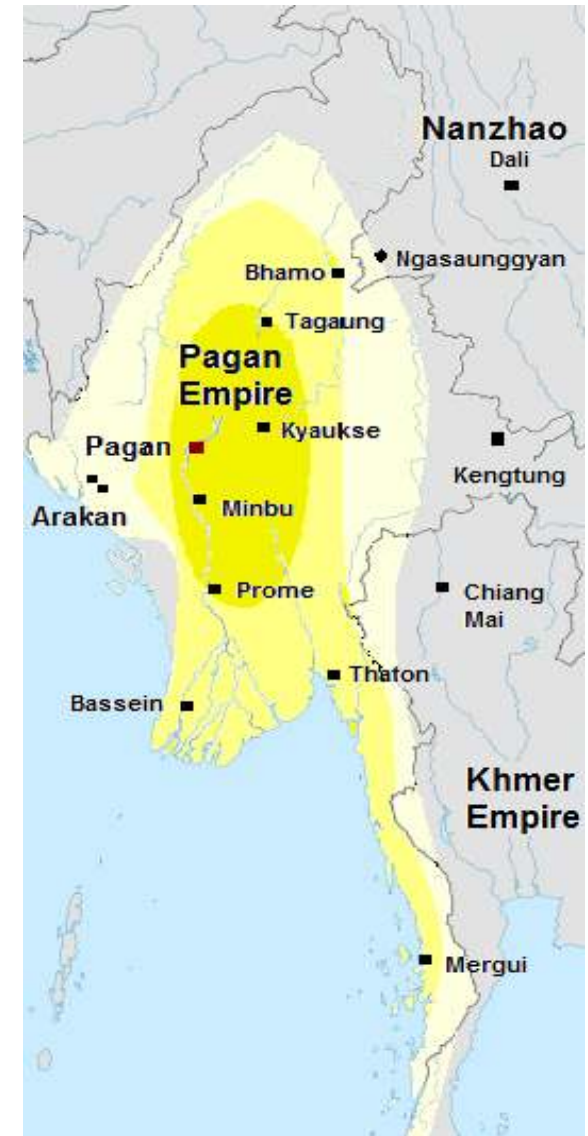 Nanzhao
Dali
Ngasaunggyan
Bhamo
Tagaung
Pagan
Empire
Kyaukse
Pagan
Kengtung
Minbu
Arakan
Prome
Chiang
Mai
Thaton
Bassein
Khmer
Empire
Mergui